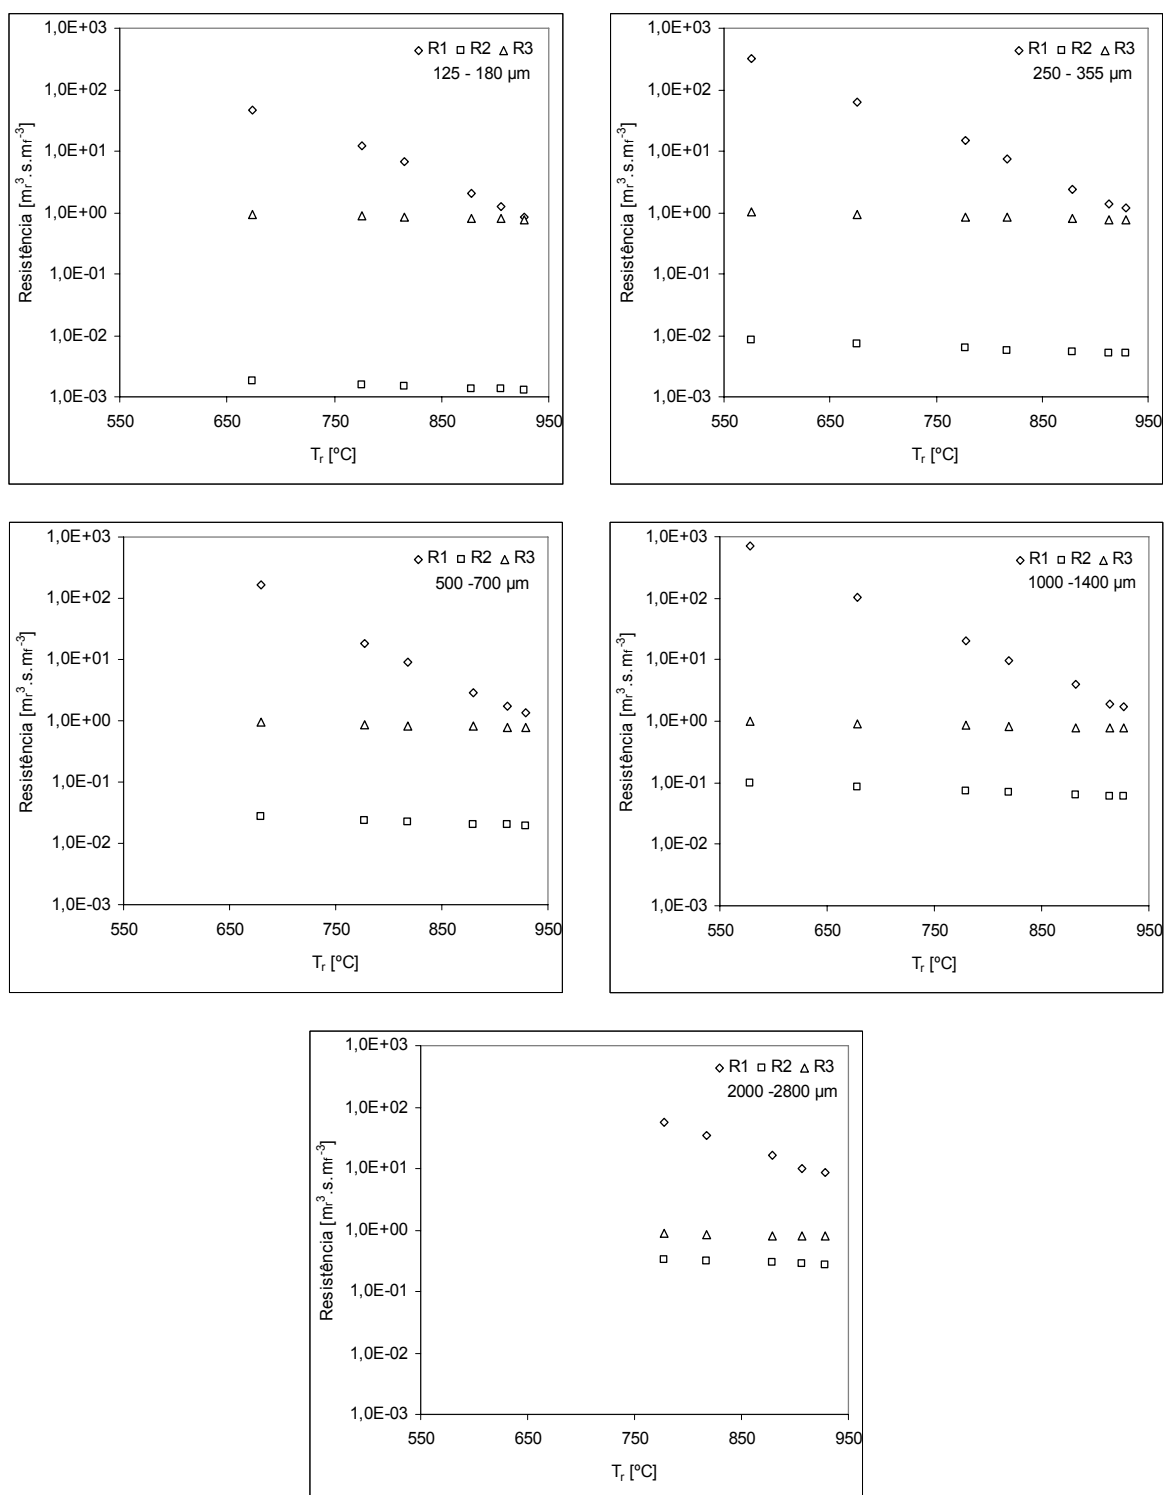 1,0E+03
◇ R1 □ R2 △ R3
125 - 180 µm
1,0E+02
1,0E+01
1,0E+00
1,0E-01
1,0E-02
1,0E-03
Resistência [mr³.s.mf⁻³]
550 650 750 850 950
Tr [ºC]
1,0E+03
◇ R1 □ R2 △ R3
250 - 355 µm
1,0E+02
1,0E+01
1,0E+00
1,0E-01
1,0E-02
1,0E-03
Resistência [mr³.s.mf⁻³]
550 650 750 850 950
Tr [ºC]
1,0E+03
◇ R1 □ R2 △ R3
500 -700 µm
1,0E+02
1,0E+01
1,0E+00
1,0E-01
1,0E-02
1,0E-03
Resistência [mr³.s.mf⁻³]
550 650 750 850 950
Tr [ºC]
1,0E+03
◇ R1 □ R2 △ R3
1000 -1400 µm
1,0E+02
1,0E+01
1,0E+00
1,0E-01
1,0E-02
1,0E-03
Resistência [mr³.s.mf⁻³]
550 650 750 850 950
Tr [ºC]
1,0E+03
◇ R1 □ R2 △ R3
2000 -2800 µm
1,0E+02
1,0E+01
1,0E+00
1,0E-01
1,0E-02
1,0E-03
Resistência [mr³.s.mf⁻³]
550 650 750 850 950
Tr [ºC]